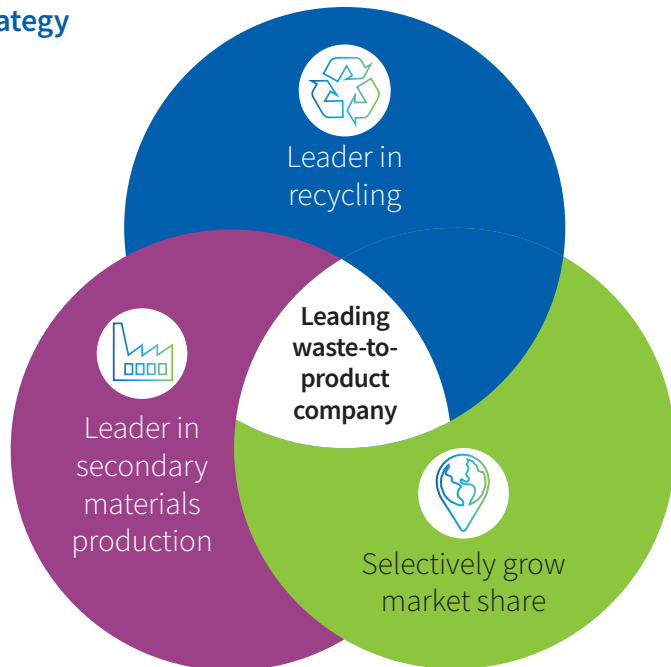 ategy
Leader in
recycling
Leading
waste-to-
product
company
Leader in
secondary
materials
production
Selectively grow
market share